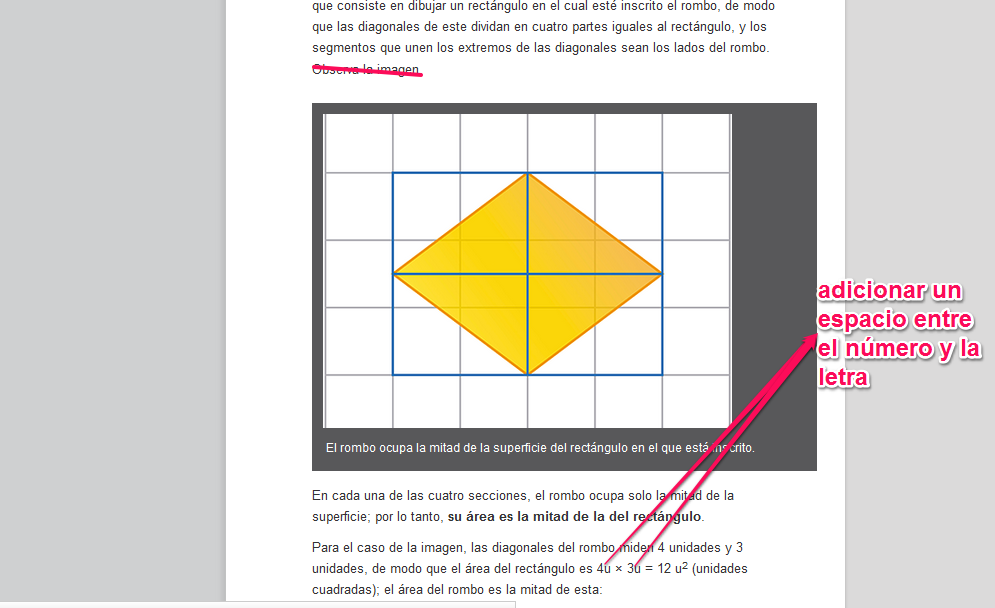 que consiste en dibujar un rectángulo en el cual esté inscrito el rombo, de modo
que las diagonales de este dividan en cuatro partes iguales al rectángulo, y los
segmentos que unen los extremos de las diagonales sean los lados del rombo.
Observa la imagen.
adicionar un
espacio entre
el número y la
letra
El rombo ocupa la mitad de la superficie del rectángulo en el que está inscrito.
En cada una de las cuatro secciones, el rombo ocupa solo la mitad de la
superficie; por lo tanto, su área es la mitad de la del rectángulo.
Para el caso de la imagen, las diagonales del rombo miden 4 unidades y 3
unidades, de modo que el área del rectángulo es 4u × 3u = 12 u² (unidades
cuadradas); el área del rombo es la mitad de esta: